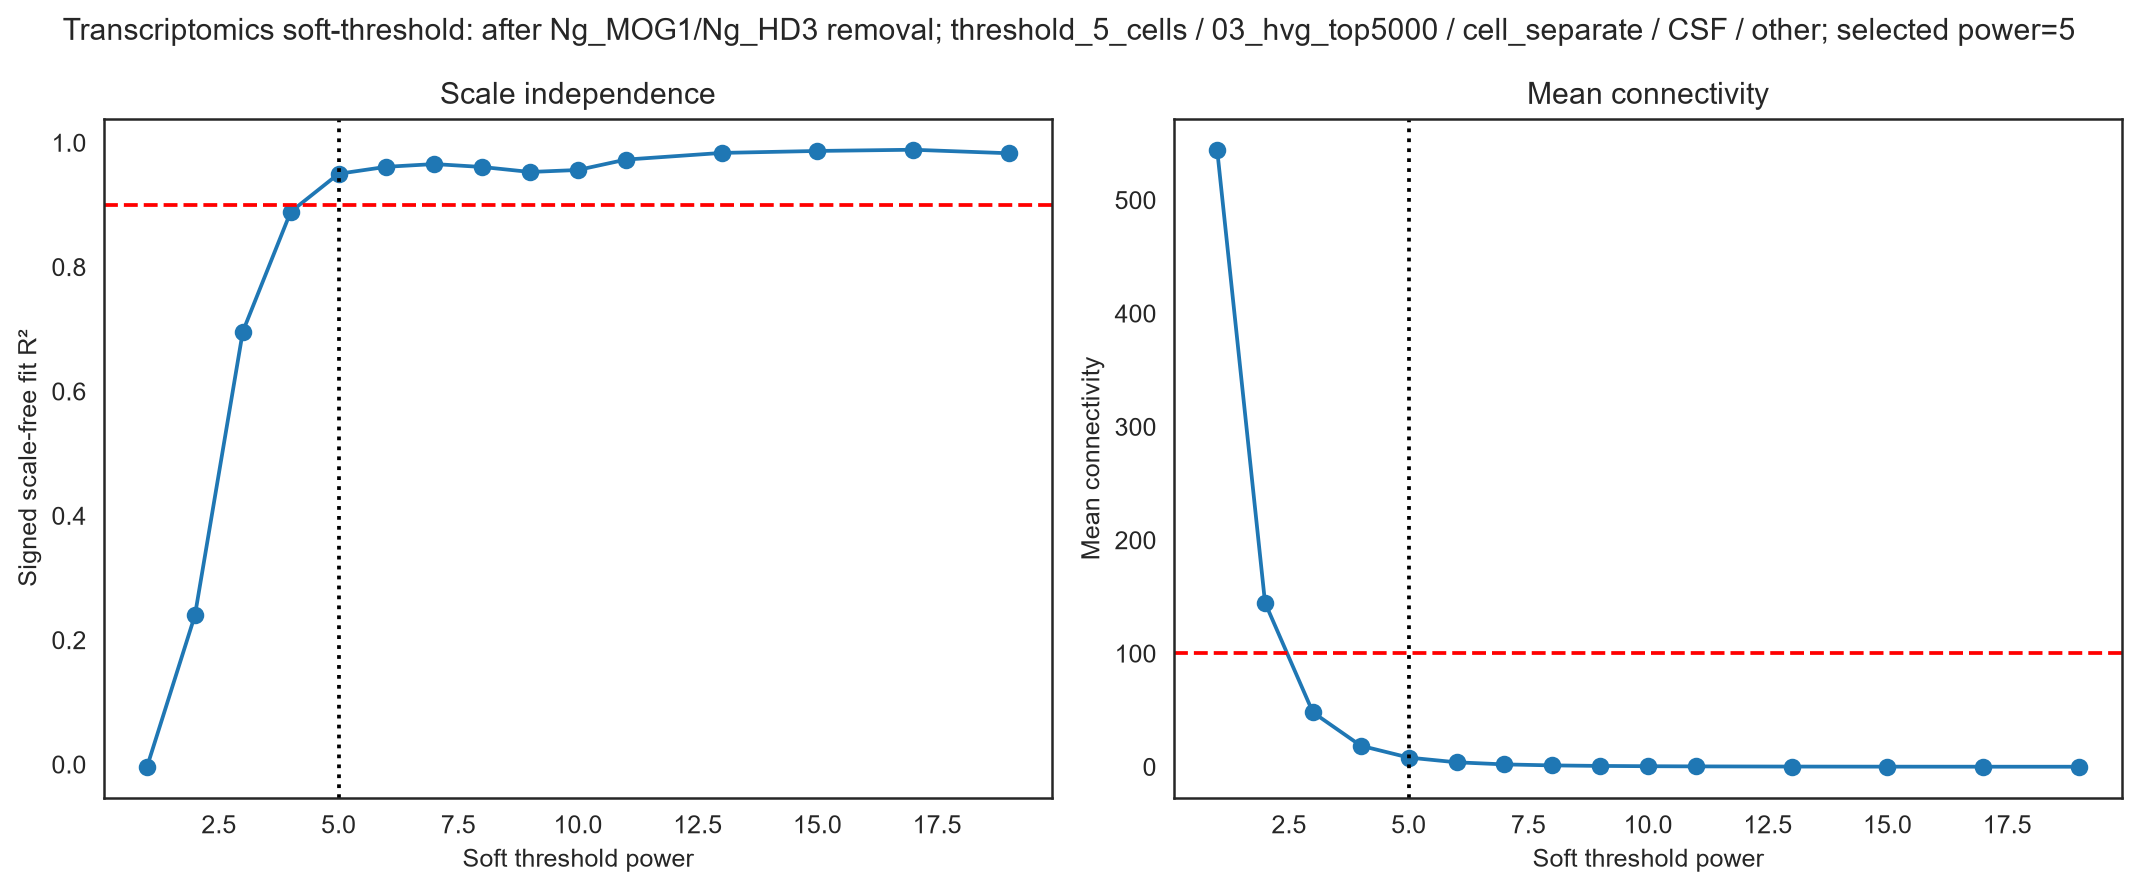 Transcriptomics soft-threshold: after Ng_MOG1/Ng_HD3 removal; threshold_5_cells / 03_hvg_top5000 / cell_separate / CSF / other; selected power=5
Scale independence
Signed scale-free fit R²
1.0
0.8
0.6
0.4
0.2
0.0
2.5 5.0 7.5 10.0 12.5 15.0 17.5
Soft threshold power
Mean connectivity
Mean connectivity
500
400
300
200
100
0
2.5 5.0 7.5 10.0 12.5 15.0 17.5
Soft threshold power